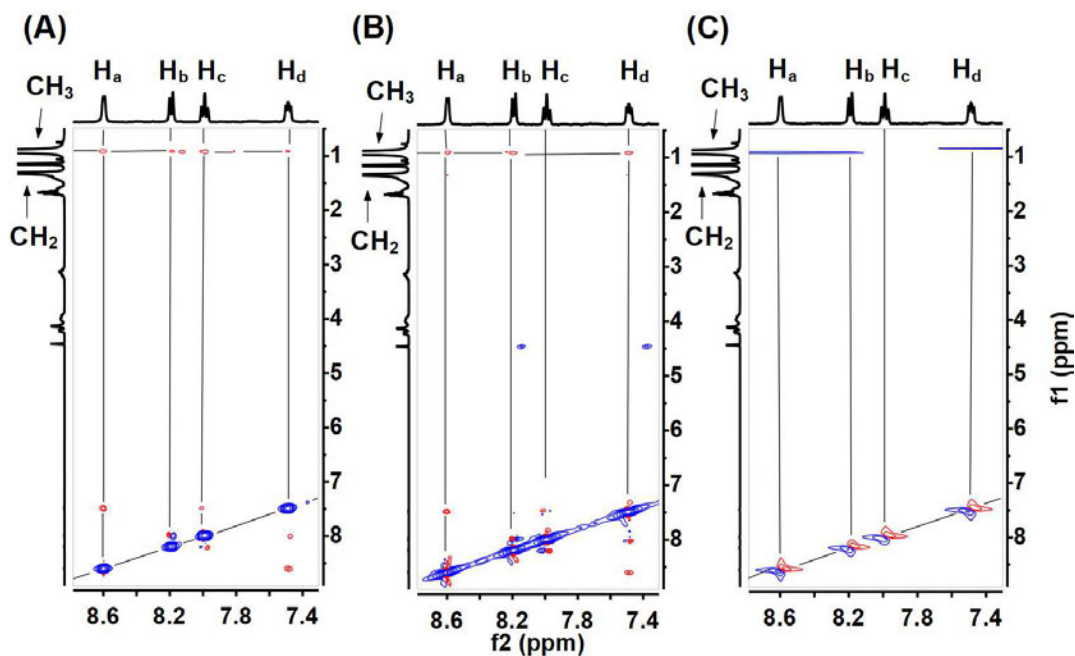 (A) (B) (C)
Ha Hb Hc Hd Ha Hb Hc Hd Ha Hb Hc Hd
CH3 CH3 CH3
CH2 CH2 CH2
1 1 1
2 2 2
3 3 3
4 4 4
5 5 5
6 6 6
7 7 7
8 8 8
f1 (ppm)
8.6 8.2 7.8 7.4 8.6 8.2 7.8 7.4 8.6 8.2 7.8 7.4
f2 (ppm)